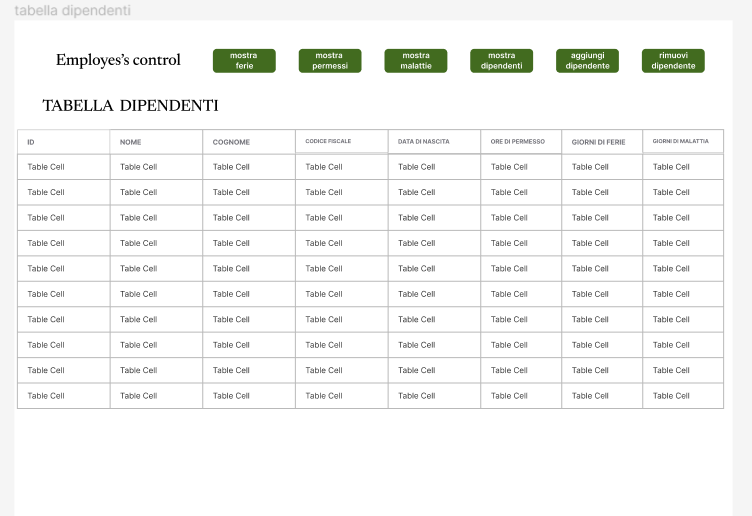 tabella dipendenti
Employes's control
mostra
ferie
mostra
permessi
mostra
malattie
mostra
dipendenti
aggiungi
dipendente
rimuovi
dipendente
TABELLA DIPENDENTI
ID NOME COGNOME CODICE FISCALE DATA DI NASCITA ORE DI PERMESSO GIORNI DI FERIE GIORNI DI MALATTIA
Table Cell Table Cell Table Cell Table Cell Table Cell Table Cell Table Cell Table Cell
Table Cell Table Cell Table Cell Table Cell Table Cell Table Cell Table Cell Table Cell
Table Cell Table Cell Table Cell Table Cell Table Cell Table Cell Table Cell Table Cell
Table Cell Table Cell Table Cell Table Cell Table Cell Table Cell Table Cell Table Cell
Table Cell Table Cell Table Cell Table Cell Table Cell Table Cell Table Cell Table Cell
Table Cell Table Cell Table Cell Table Cell Table Cell Table Cell Table Cell Table Cell
Table Cell Table Cell Table Cell Table Cell Table Cell Table Cell Table Cell Table Cell
Table Cell Table Cell Table Cell Table Cell Table Cell Table Cell Table Cell Table Cell
Table Cell Table Cell Table Cell Table Cell Table Cell Table Cell Table Cell Table Cell
Table Cell Table Cell Table Cell Table Cell Table Cell Table Cell Table Cell Table Cell